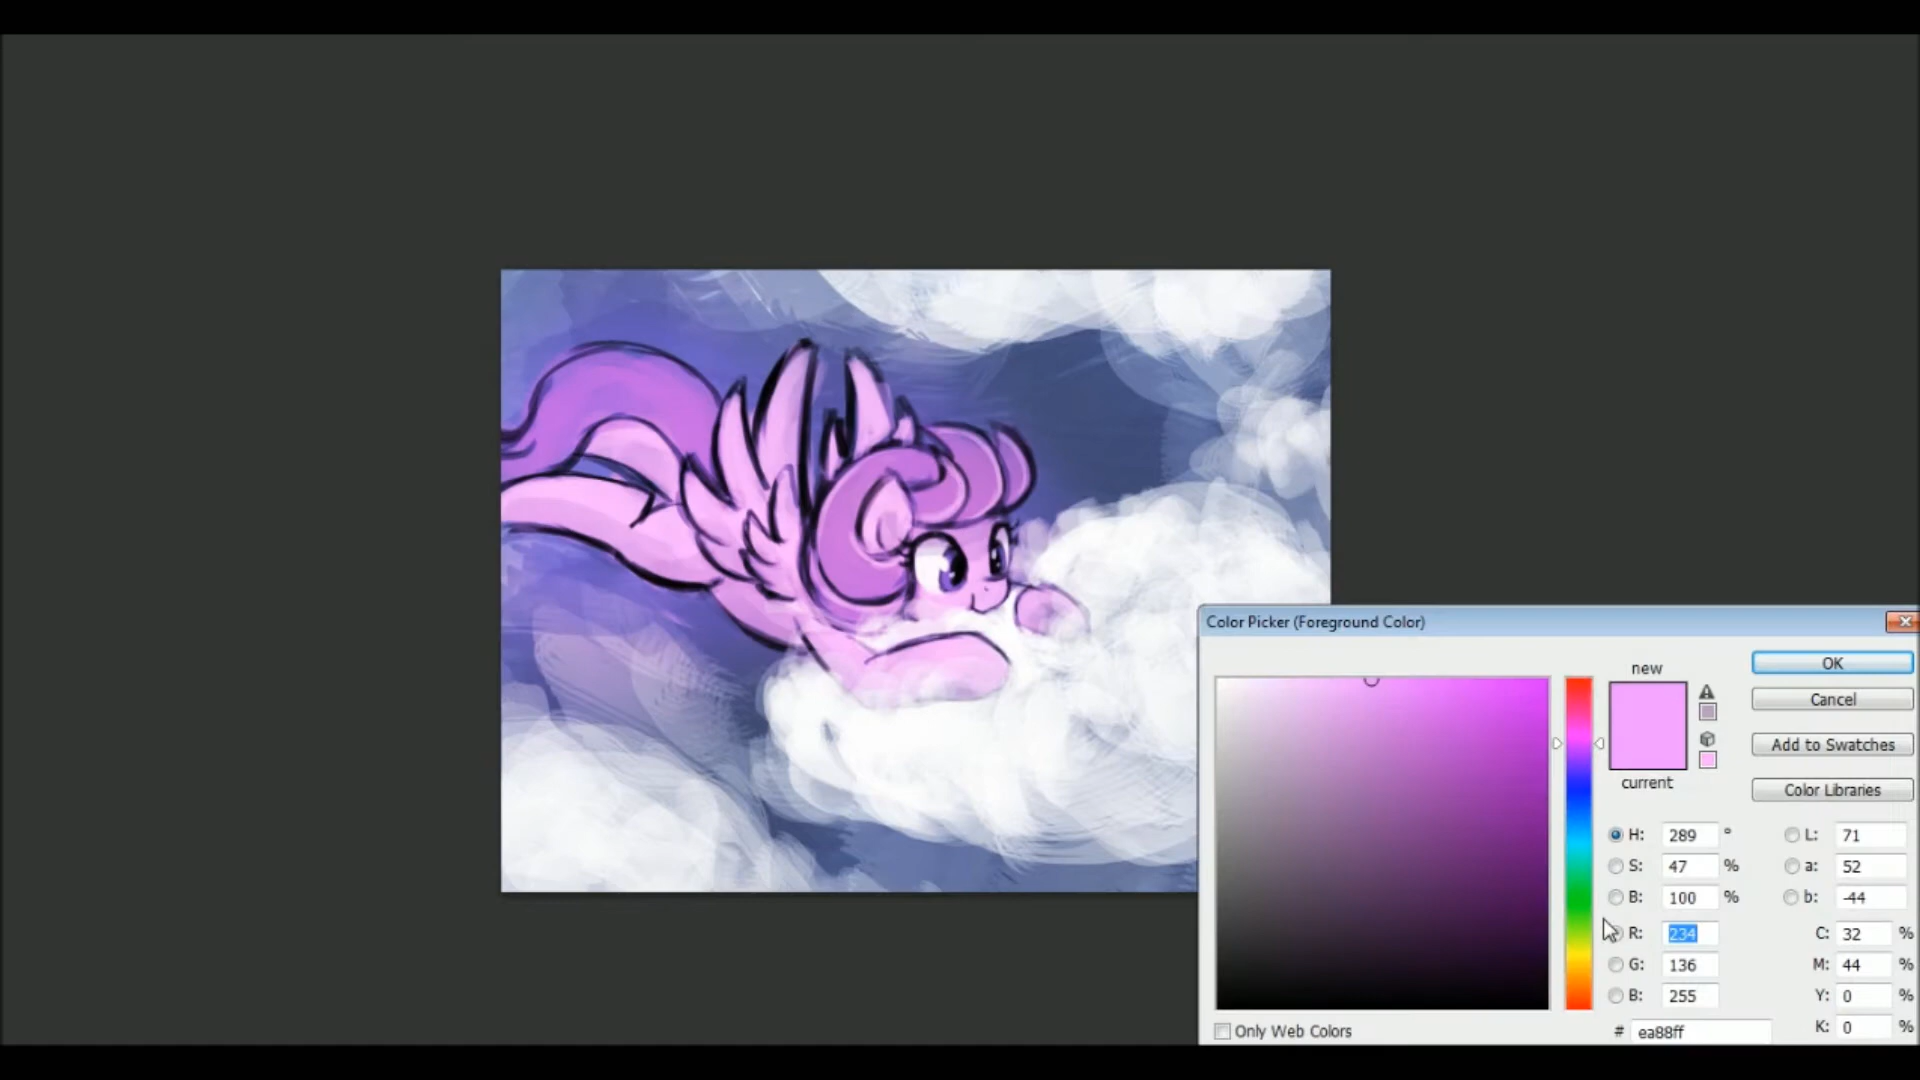 Color Picker (Foreground Color)
new
current
OK
Cancel
Add to Swatches
Color Libraries
H: 289 °
S: 47 %
B: 100 %
R: 234
G: 136
B: 255
# ea88ff
L: 71
a: 52
b: -44
C: 32 %
M: 44 %
Y: 0 %
K: 0 %
Only Web Colors